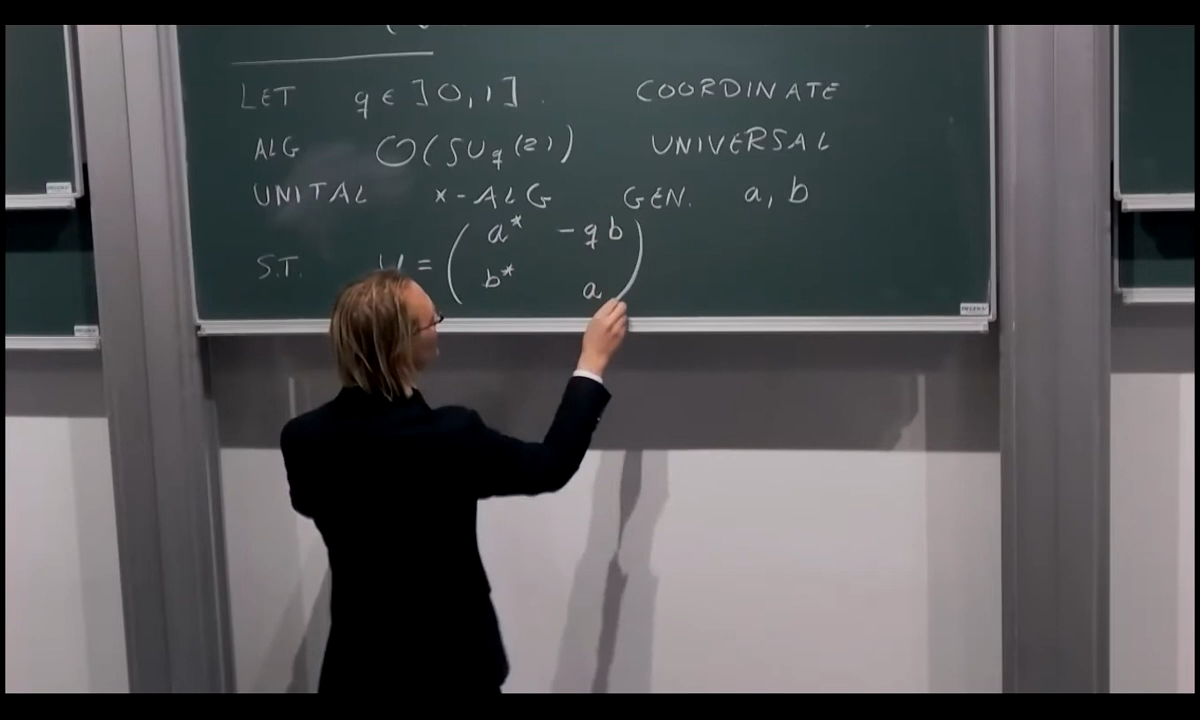 LET q ∈ ]0,1]. COORDINATE
ALG O(SUq(2)) UNIVERSAL
UNITAL *-ALG GEN. a, b
S.T. = ( a* -qb
b* a )